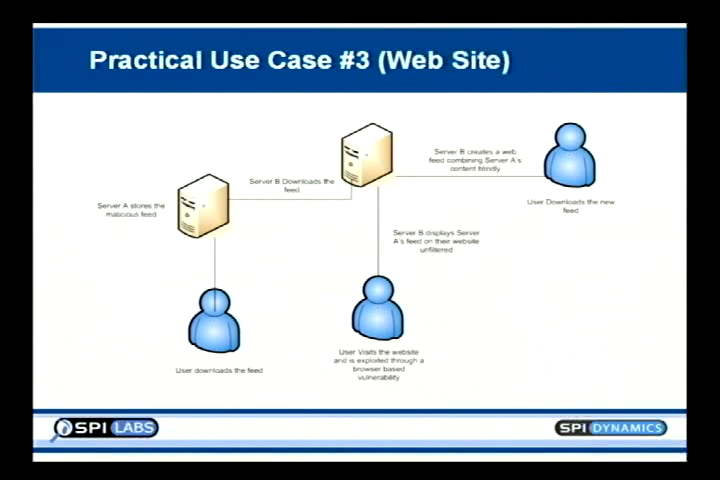 Practical Use Case #3 (Web Site)
Server B creates a web
feed combining Server A's
content blindly
Server B Downloads the
feed
Server A stores the
malicious feed
User Downloads the new
feed
Server B displays Server
A's feed on their website
unfiltered
User Visits the website
and is exploited through a
browser based
vulnerability
User downloads the feed
SPI LABS
SPI DYNAMICS